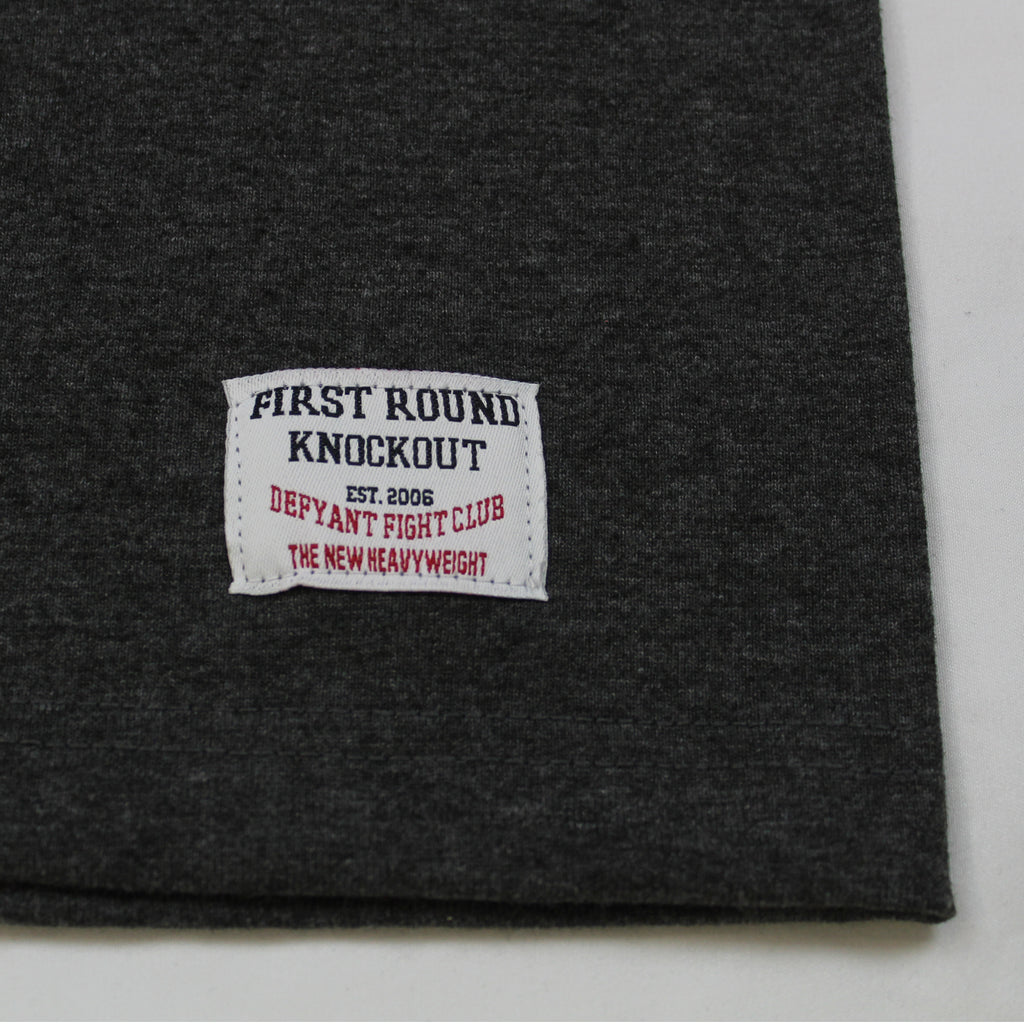 FIRST ROUND
KNOCKOUT
EST. 2006
DEFYANT FIGHT CLUB
THE NEW HEAVYWEIGHT